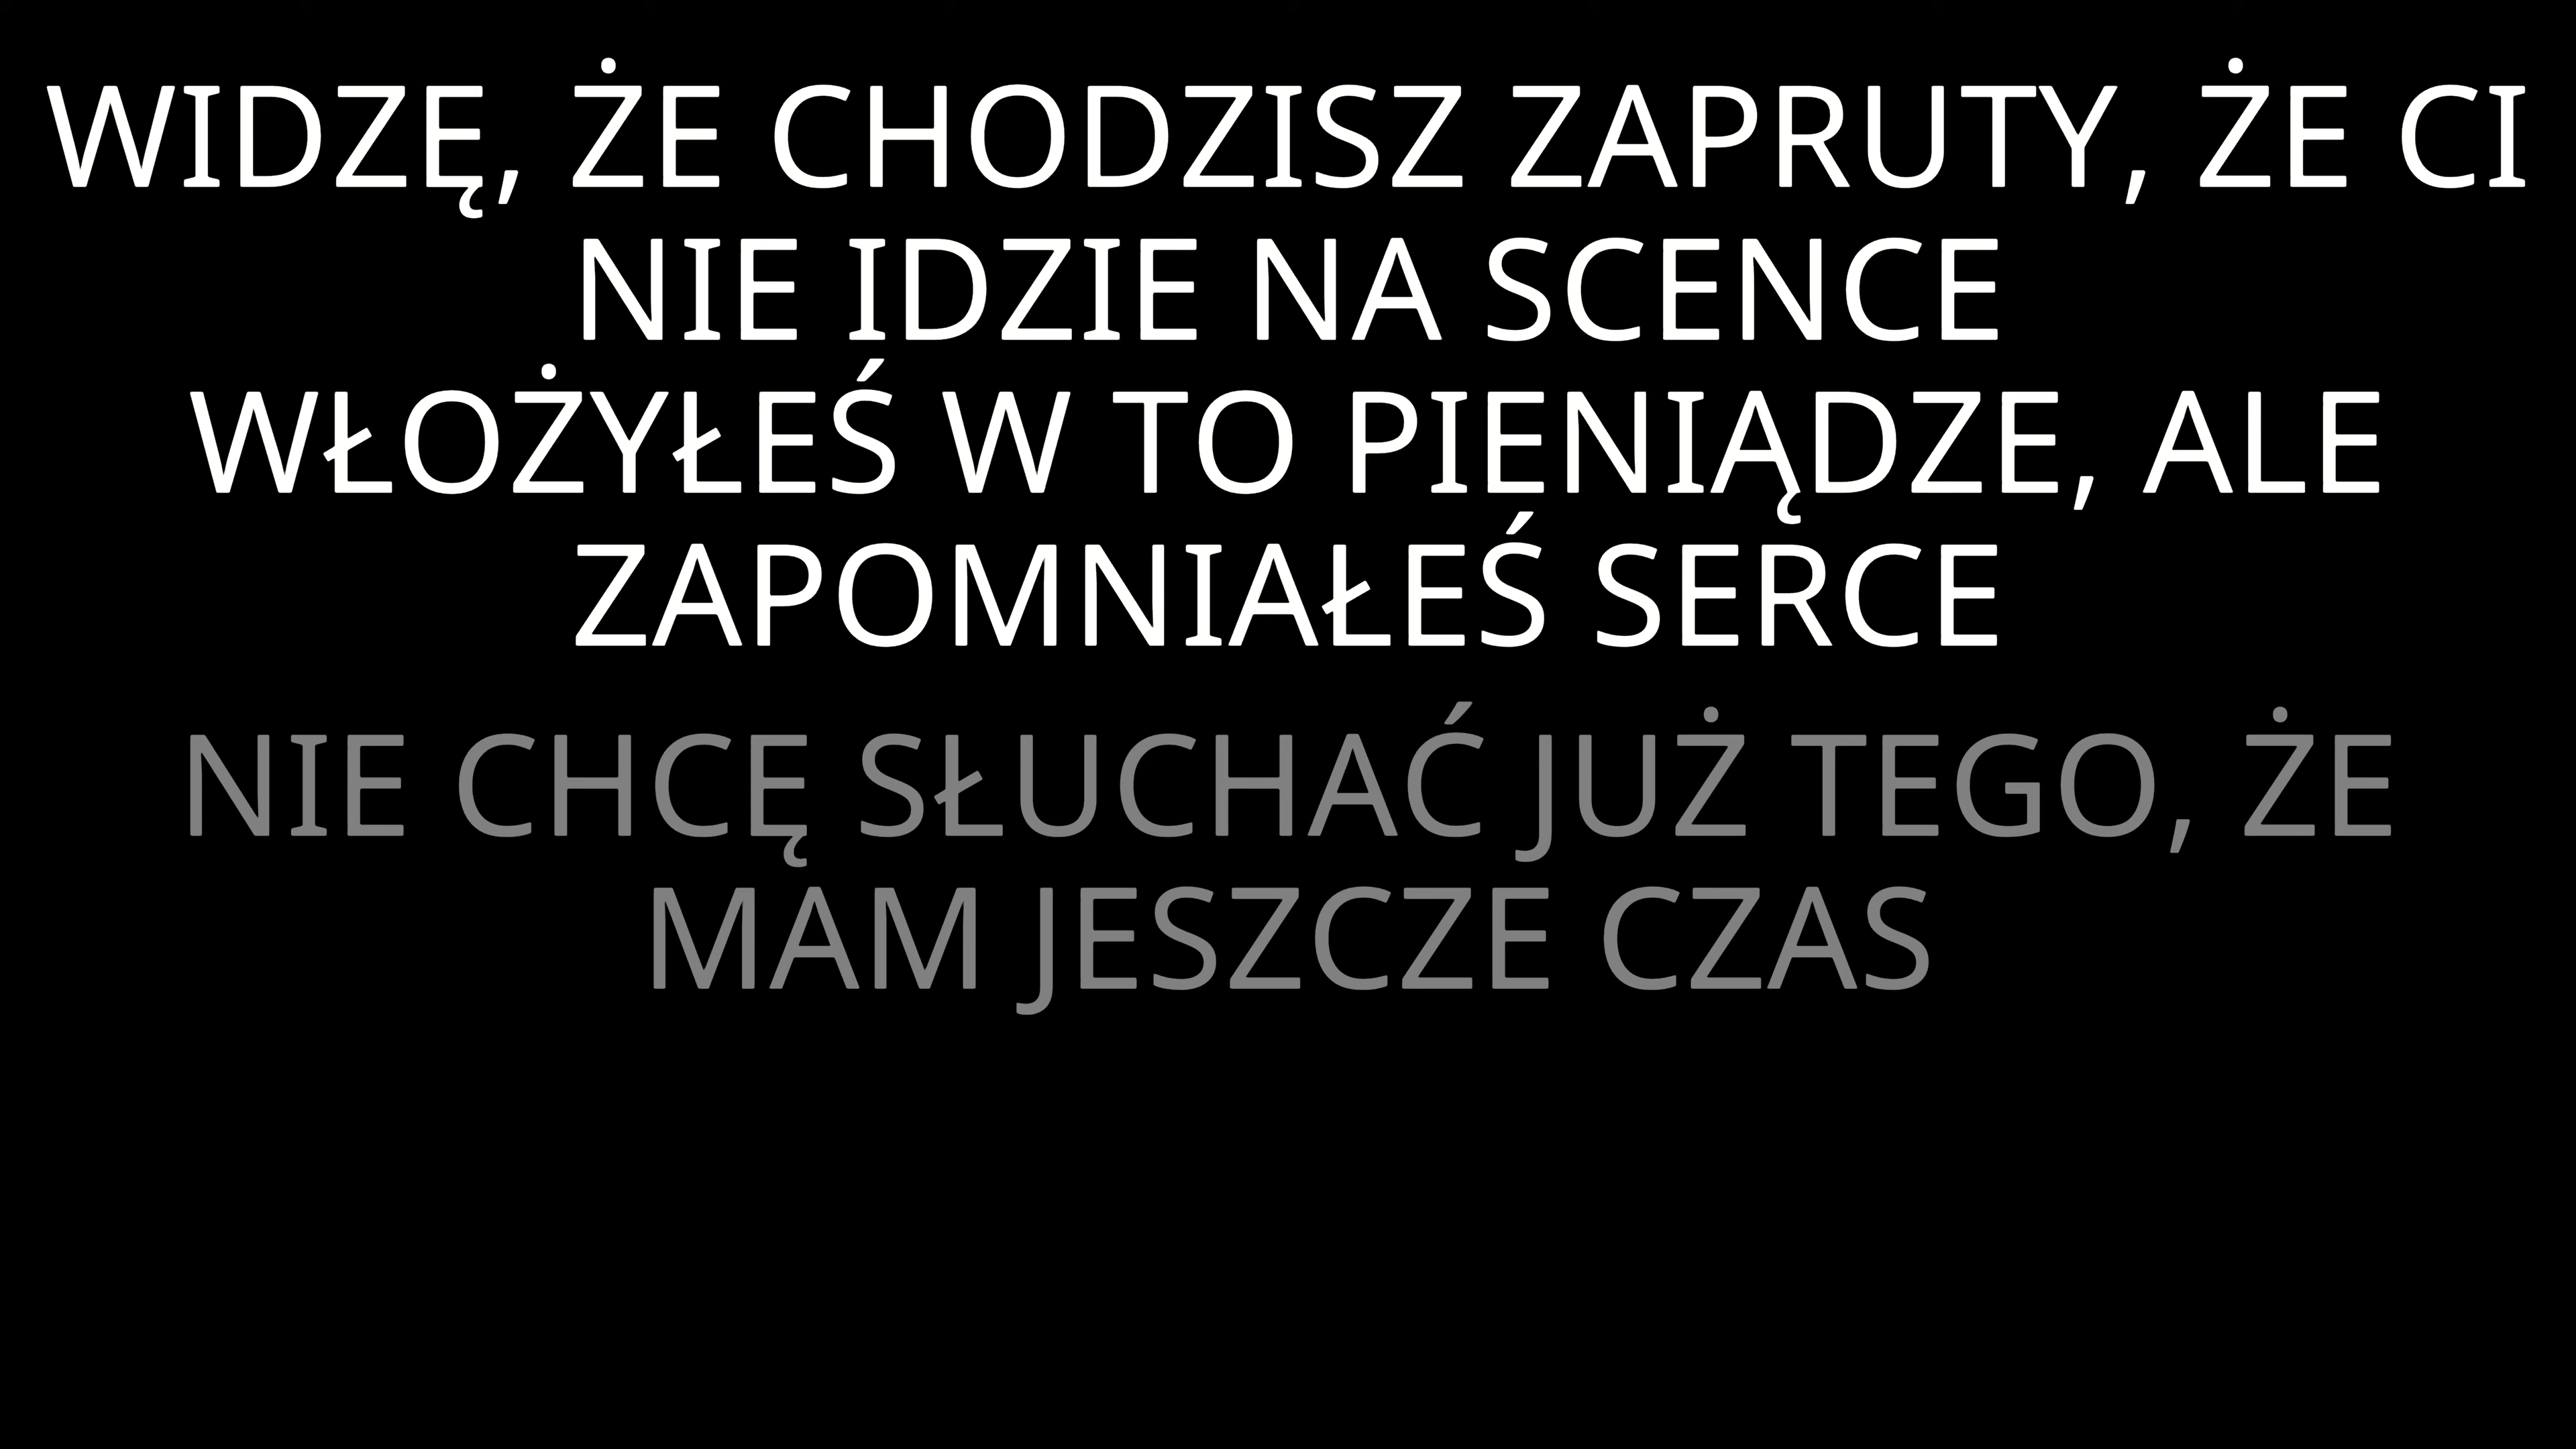 WIDZĘ, ŻE CHODZISZ ZAPRUTY, ŻE CI
NIE IDZIE NA SCENCE
WŁOŻYŁEŚ W TO PIENIĄDZE, ALE
ZAPOMNIAŁEŚ SERCE
NIE CHCĘ SŁUCHAĆ JUŻ TEGO, ŻE
MAM JESZCZE CZAS